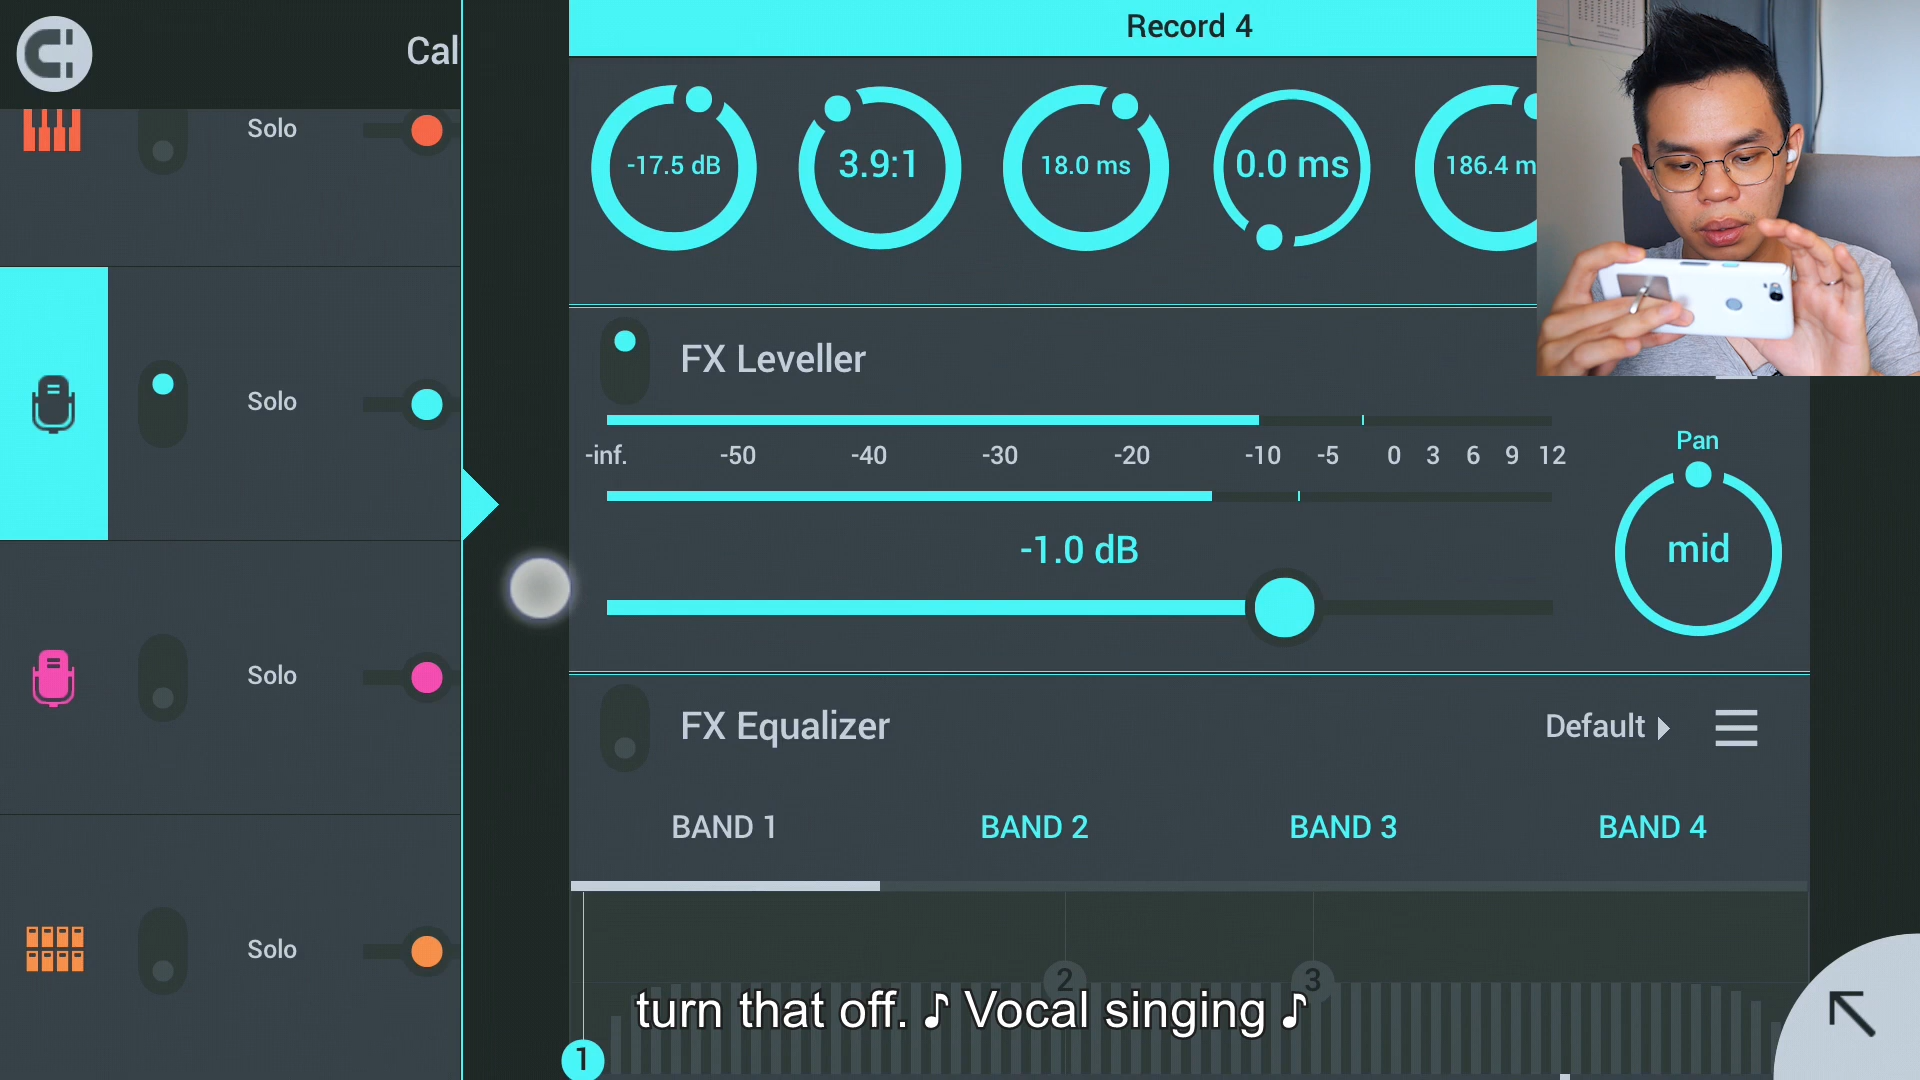 Cal
Record 4
Solo
-17.5 dB
3.9:1
18.0 ms
0.0 ms
186.4 m
FX Leveller
Solo
-inf. -50 -40 -30 -20 -10 -5 0 3 6 9 12
Pan
-1.0 dB
mid
Solo
FX Equalizer
Default
BAND 1
BAND 2
BAND 3
BAND 4
Solo
2
3
turn that off. ♪ Vocal singing ♪
1